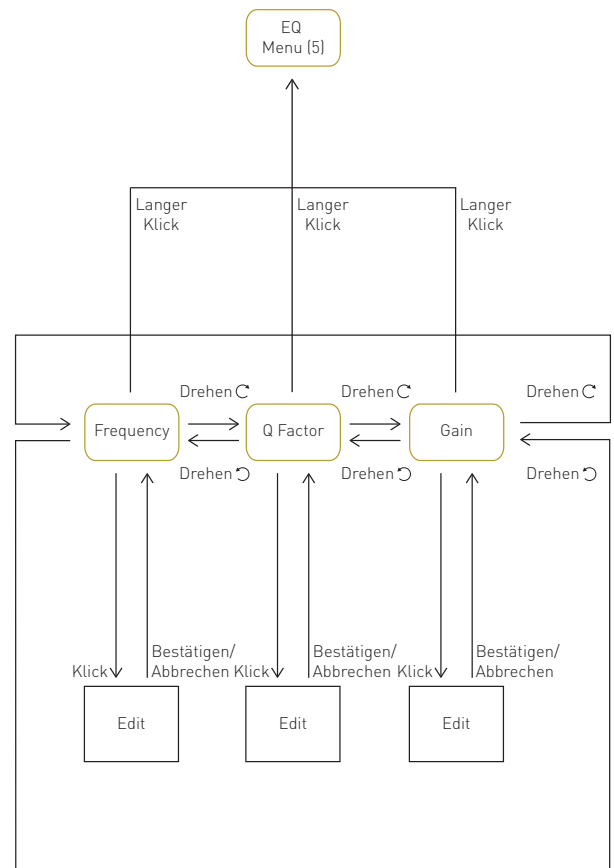 EQ
Menu (5)
Langer
Klick
Langer
Klick
Langer
Klick
Drehen
Drehen
Drehen
Frequency
Q Factor
Gain
Drehen
Drehen
Drehen
Klick
Bestätigen/
Abbrechen
Klick
Bestätigen/
Abbrechen
Klick
Bestätigen/
Abbrechen
Edit
Edit
Edit